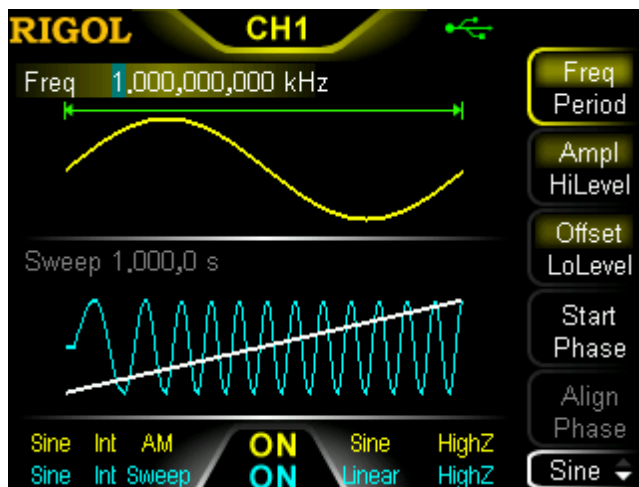 RIGOL CH1
Freq 1.000,000,000 kHz
Freq
Period
Ampl
HiLevel
Offset
LoLevel
Sweep 1.000,0 s
Start
Phase
Align
Phase
Sine Int AM ON Sine HighZ
Sine Int Sweep ON Linear HighZ
Sine